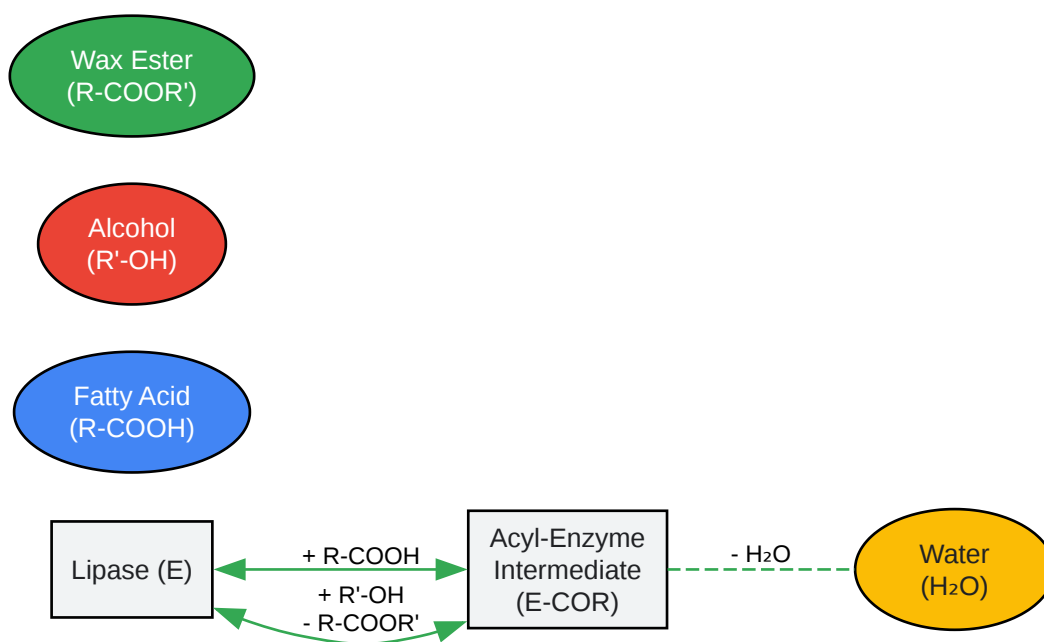 Wax Ester
(R-COOR')
Alcohol
(R'-OH)
Fatty Acid
(R-COOH)
Lipase (E)
+ R-COOH
+ R'-OH
- R-COOR'
Acyl-Enzyme
Intermediate
(E-COR)
- H₂O
Water
(H₂O)